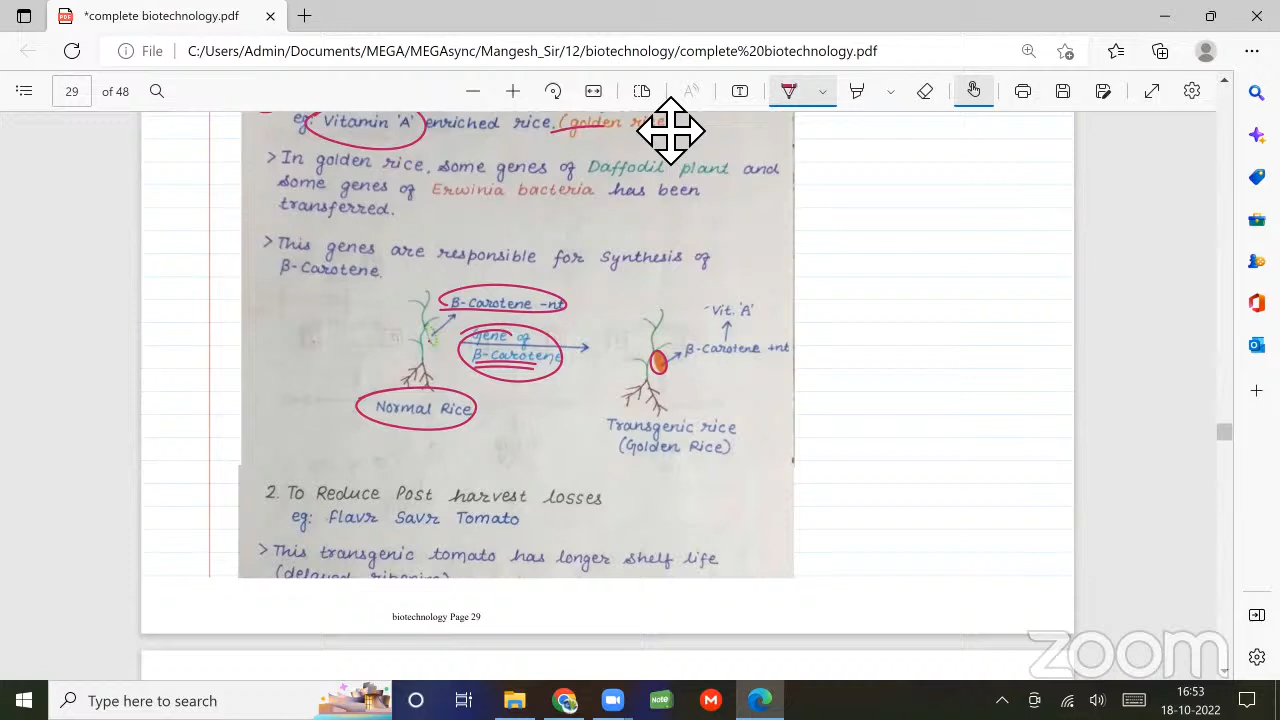 *complete biotechnology.pdf
File
C:/Users/Admin/Documents/MEGA/MEGAsync/Mangesh_Sir/12/biotechnology/complete%20biotechnology.pdf
29 of 48
eg: Vitamin 'A' enriched rice. (golden
> In golden rice, some genes of Daffodil plant and
some genes of Erwinia bacteria has been
transferred.
> This genes are responsible for Synthesis of
β-Carotene.
β-Carotene -nt
gene of
β-Carotene
Normal Rice
Vit. 'A'
β-Carotene +nt
Transgenic rice
(Golden Rice)
2. To Reduce Post harvest losses
eg: Flavr Savr Tomato
> This transgenic tomato has longer shelf life
biotechnology Page 29
zoom
Type here to search
Note
16:53
18-10-2022